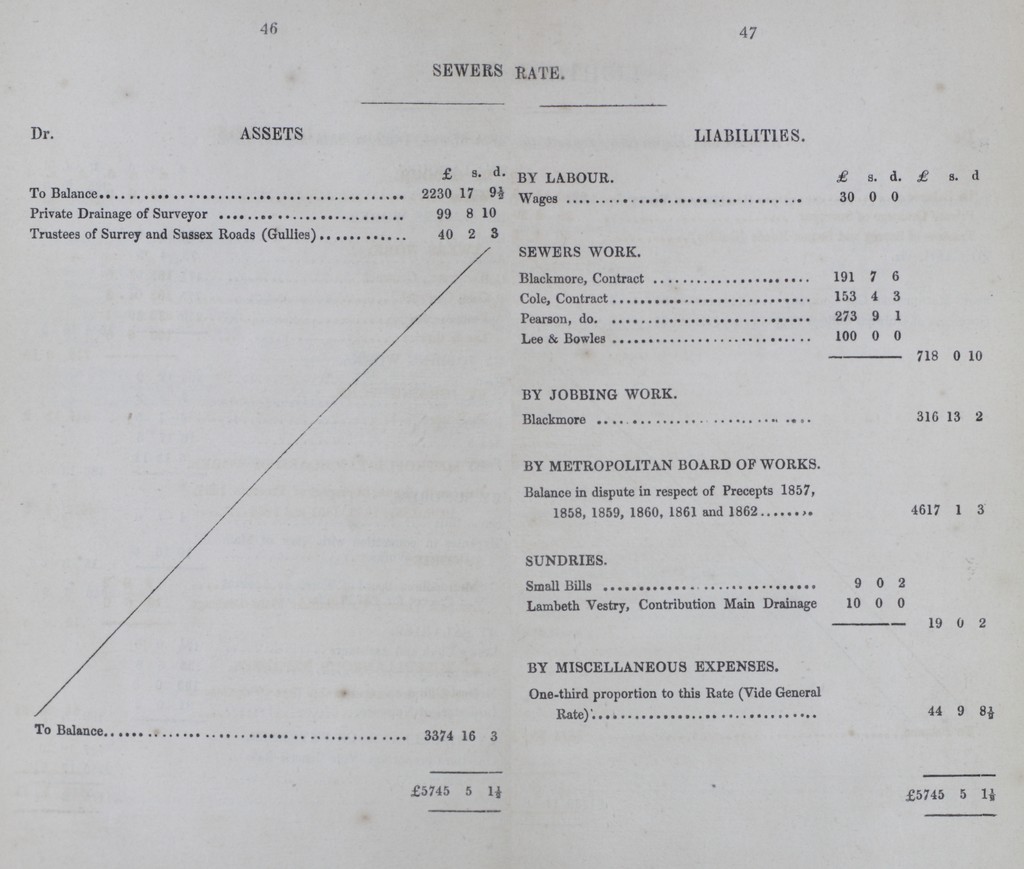 46
SEWERS
Dr. ASSETS
£ s. d.
To Balance 2230 17 9½
Private Drainage of Surveyor 99 8 10
Trustees of Surrey and Sussex Roads (Gullies) 40 2 3
To Balance 3374 16 3
£5745 5 1½
47
RATE.
LIABILITIES.
BY LABOUR. £ s. d. £ s. d
Wages 30 0 0
SEWERS WORK.
Blackmore, Contract 191 7 6
Cole, Contract 153 4 3
Pearson, do. 273 9 1
Lee & Bowles 100 0 0
718 0 10
BY JOBBING WORK.
Blackmore 316 13 2
BY METROPOLITAN BOARD OF WORKS.
Balance in dispute in respect of Precepts 1857,
1858, 1859, 1860, 1861 and 1862 4617 1 3
SUNDRIES.
Small Bills 9 0 2
Lambeth Vestry, Contribution Main Drainage 10 0 0
19 0 2
BY MISCELLANEOUS EXPENSES.
One-third proportion to this Rate (Vide General
Rate) 44 9 8½
£5745 5 1½